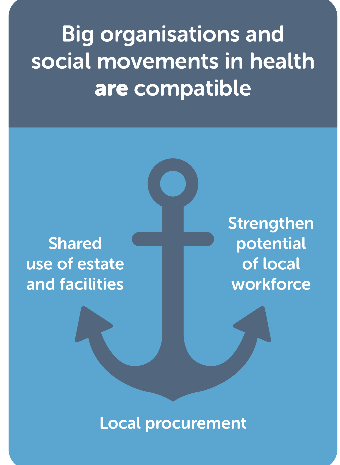 Big organisations and
social movements in health
are compatible
Shared
use of estate
and facilities
Strengthen
potential
of local
workforce
Local procurement